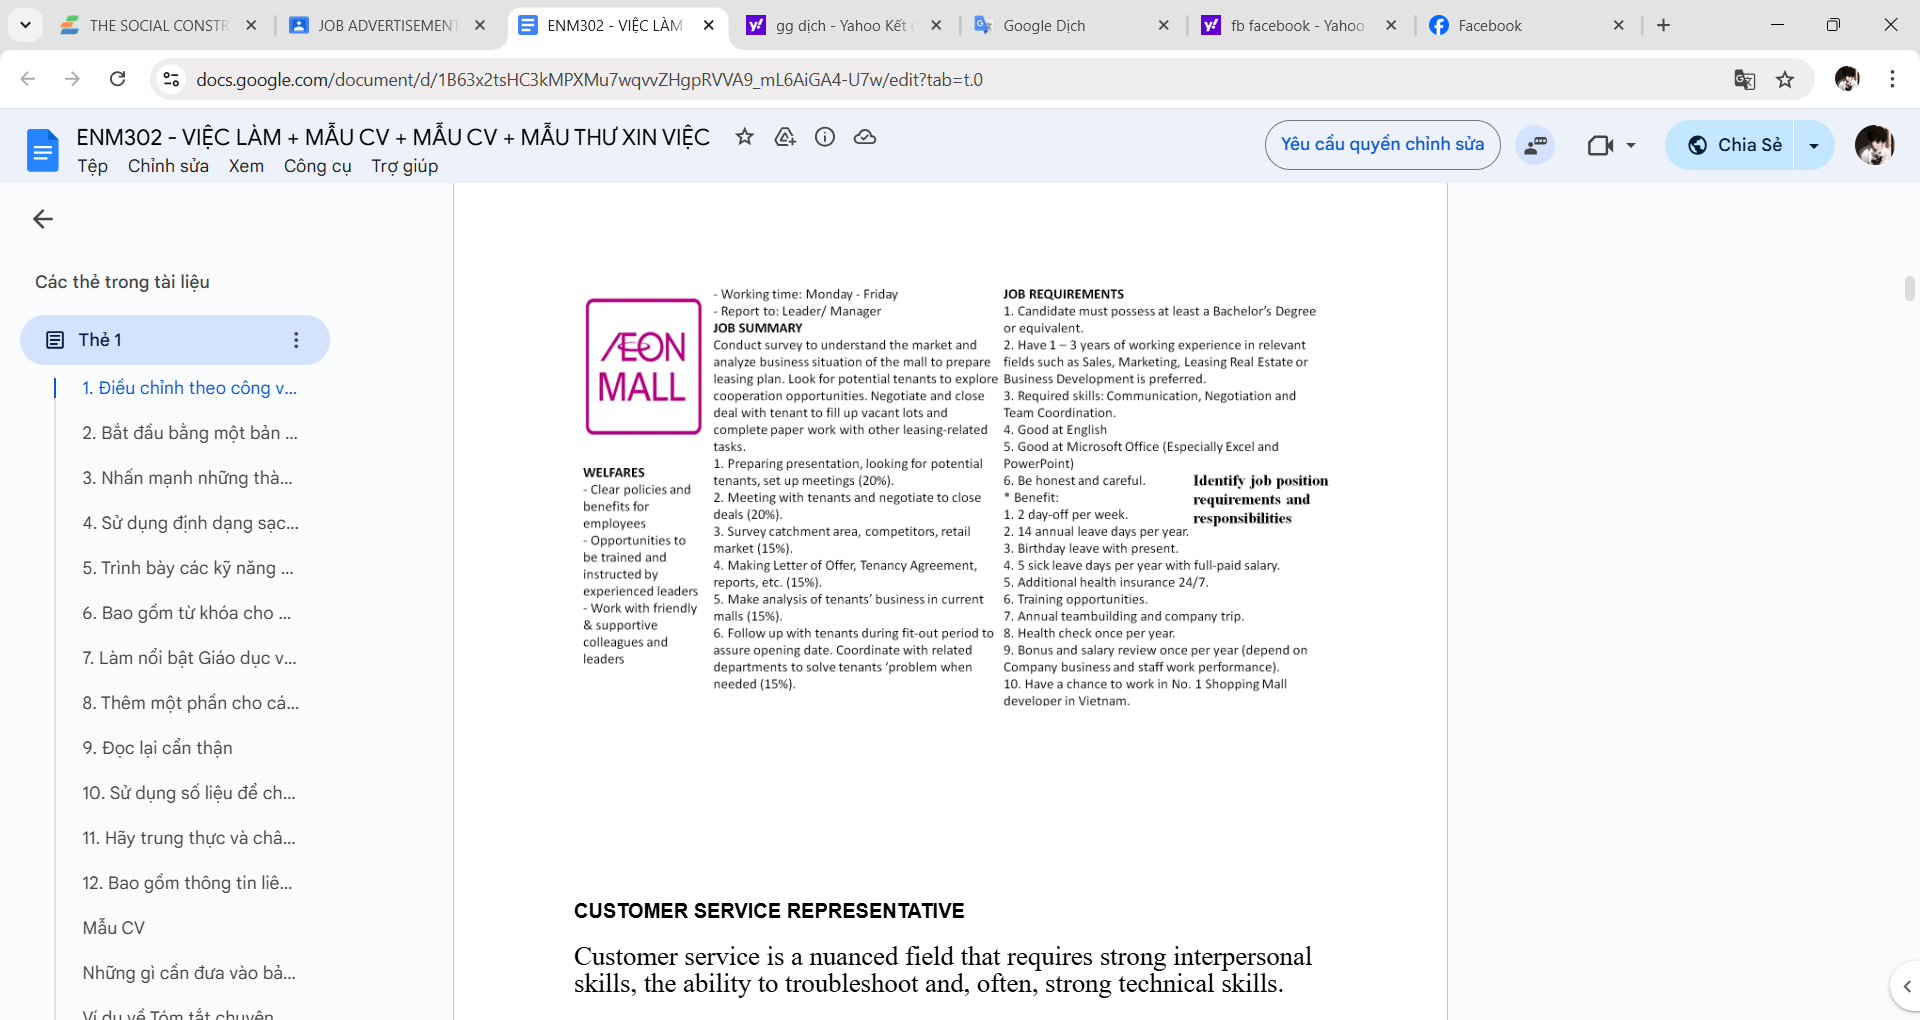 THE SOCIAL CONSTR
JOB ADVERTISEMENT
ENM302 - VIỆC LÀM
gg dịch - Yahoo Kết
Google Dịch
fb facebook - Yahoo
Facebook
docs.google.com/document/d/1B63x2tsHC3kMPXMu7wqvvZHgpRVVA9_mL6AiGA4-U7w/edit?tab=t.0
ENM302 - VIỆC LÀM + MẪU CV + MẪU CV + MẪU THƯ XIN VIỆC
Tệp Chỉnh sửa Xem Công cụ Trợ giúp
Yêu cầu quyền chỉnh sửa
Chia Sẻ
Các thẻ trong tài liệu
Thẻ 1
1. Điều chỉnh theo công v...
2. Bắt đầu bằng một bản ...
3. Nhấn mạnh những thà...
4. Sử dụng định dạng sạc...
5. Trình bày các kỹ năng ...
6. Bao gồm từ khóa cho ...
7. Làm nổi bật Giáo dục v...
8. Thêm một phần cho cá...
9. Đọc lại cẩn thận
10. Sử dụng số liệu để ch...
11. Hãy trung thực và châ...
12. Bao gồm thông tin liê...
Mẫu CV
Những gì cần đưa vào bả...
Ví dụ về Tóm tắt chuyên
ÆON
MALL
WELFARES
- Clear policies and
benefits for
employees
- Opportunities to
be trained and
instructed by
experienced leaders
- Work with friendly
& supportive
colleagues and
leaders
- Working time: Monday - Friday
- Report to: Leader/ Manager
JOB SUMMARY
Conduct survey to understand the market and
analyze business situation of the mall to prepare
leasing plan. Look for potential tenants to explore
cooperation opportunities. Negotiate and close
deal with tenant to fill up vacant lots and
complete paper work with other leasing-related
tasks.
1. Preparing presentation, looking for potential
tenants, set up meetings (20%).
2. Meeting with tenants and negotiate to close
deals (20%).
3. Survey catchment area, competitors, retail
market (15%).
4. Making Letter of Offer, Tenancy Agreement,
reports, etc. (15%).
5. Make analysis of tenants’ business in current
malls (15%).
6. Follow up with tenants during fit-out period to
assure opening date. Coordinate with related
departments to solve tenants ‘problem when
needed (15%).
JOB REQUIREMENTS
1. Candidate must possess at least a Bachelor’s Degree
or equivalent.
2. Have 1 – 3 years of working experience in relevant
fields such as Sales, Marketing, Leasing Real Estate or
Business Development is preferred.
3. Required skills: Communication, Negotiation and
Team Coordination.
4. Good at English
5. Good at Microsoft Office (Especially Excel and
PowerPoint)
6. Be honest and careful.
* Benefit:
1. 2 day-off per week.
2. 14 annual leave days per year.
3. Birthday leave with present.
4. 5 sick leave days per year with full-paid salary.
5. Additional health insurance 24/7.
6. Training opportunities.
7. Annual teambuilding and company trip.
8. Health check once per year.
9. Bonus and salary review once per year (depend on
Company business and staff work performance).
10. Have a chance to work in No. 1 Shopping Mall
developer in Vietnam.
Identify job position
requirements and
responsibilities
CUSTOMER SERVICE REPRESENTATIVE
Customer service is a nuanced field that requires strong interpersonal
skills, the ability to troubleshoot and, often, strong technical skills.